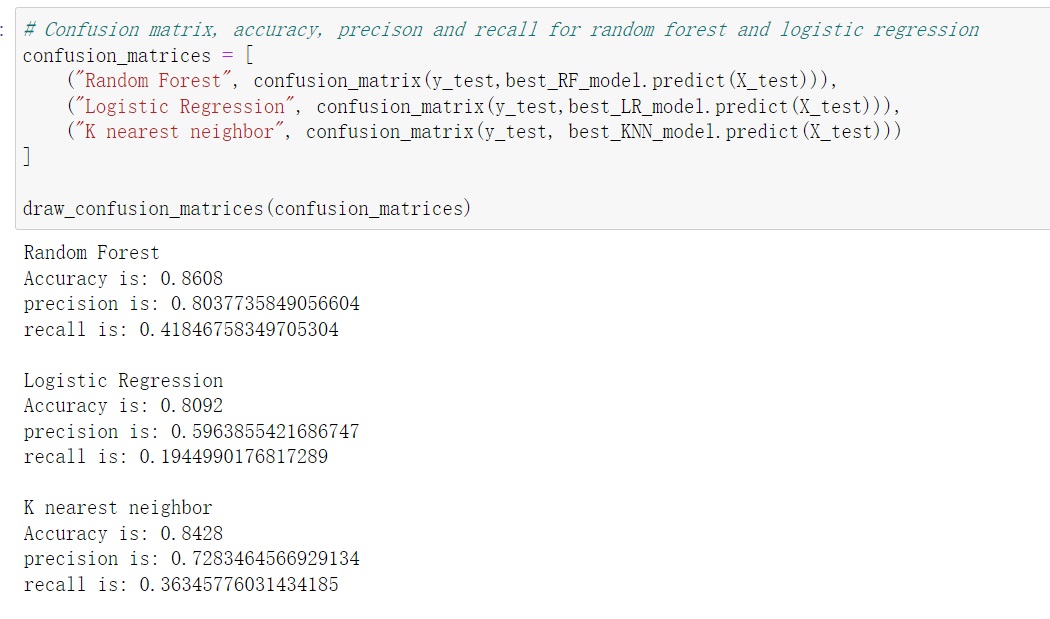 :
# Confusion matrix, accuracy, precison and recall for random forest and logistic regression
confusion_matrices = [
    ("Random Forest", confusion_matrix(y_test,best_RF_model.predict(X_test))),
    ("Logistic Regression", confusion_matrix(y_test,best_LR_model.predict(X_test))),
    ("K nearest neighbor", confusion_matrix(y_test, best_KNN_model.predict(X_test)))
]
draw_confusion_matrices(confusion_matrices)
Random Forest
Accuracy is: 0.8608
precision is: 0.8037735849056604
recall is: 0.41846758349705304
Logistic Regression
Accuracy is: 0.8092
precision is: 0.5963855421686747
recall is: 0.1944990176817289
K nearest neighbor
Accuracy is: 0.8428
precision is: 0.7283464566929134
recall is: 0.36345776031434185